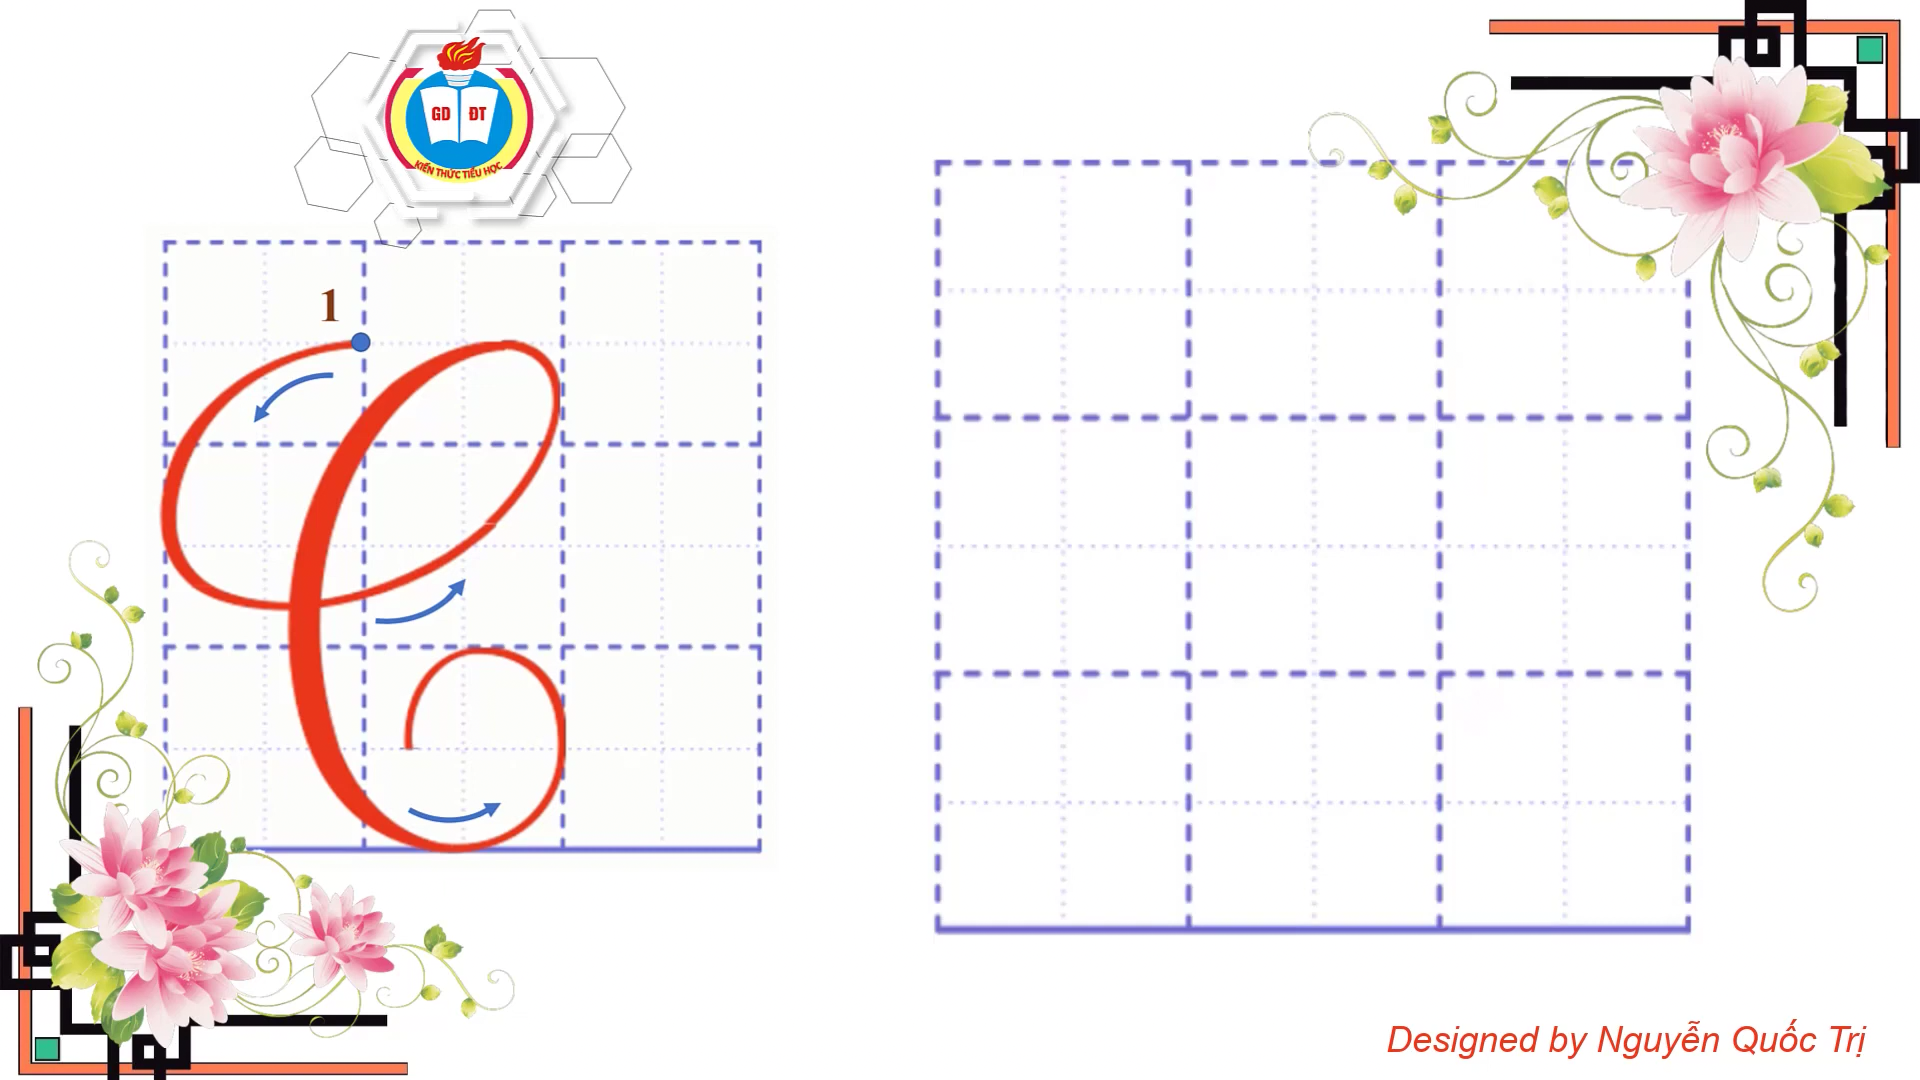 GD ĐT
KIẾN THỨC TIỂU HỌC
1
C
Designed by Nguyễn Quốc Trị